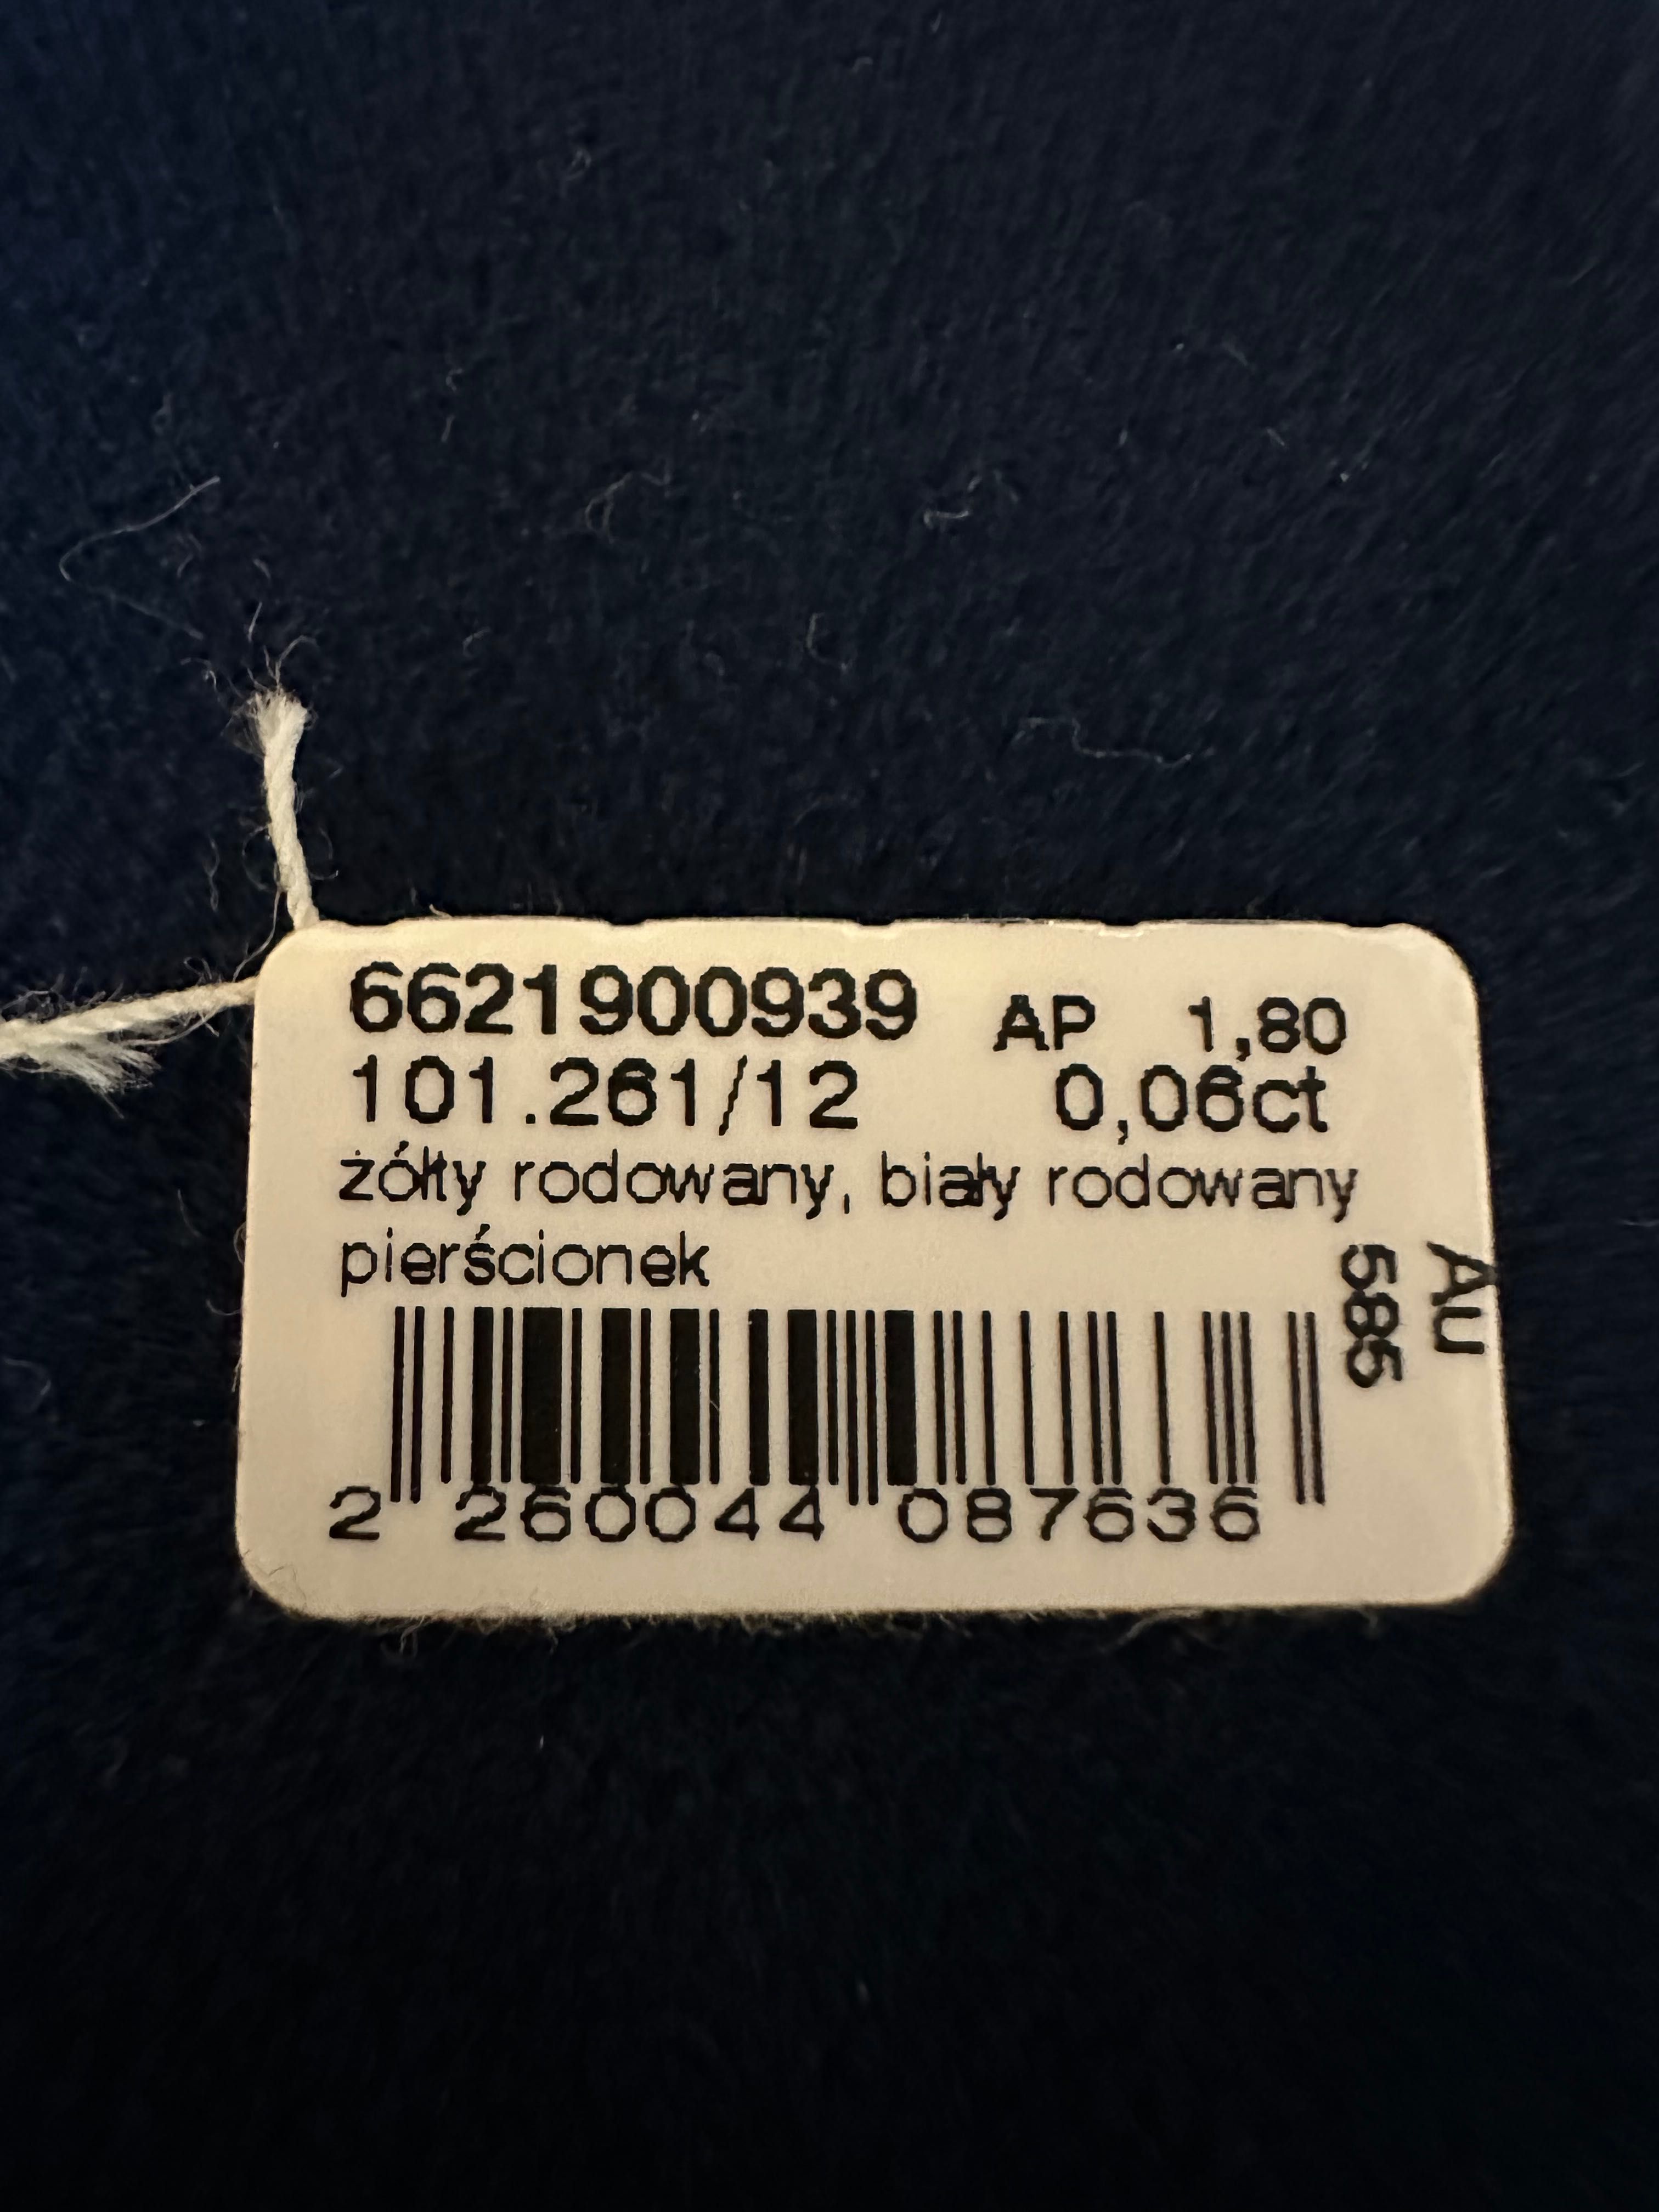 6621900939 AP 1,80
101.261/12 0,06ct
żółty rodowany, biały rodowany
pierścionek
Au
585
2 260044 087636